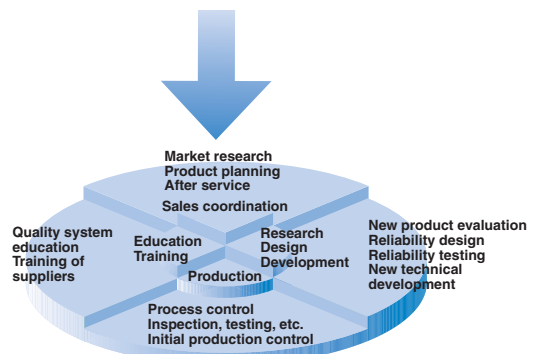 Market research
Product planning
After service
Sales coordination
Quality system
education
Training of
suppliers
Education
Training
Research
Design
Development
New product evaluation
Reliability design
Reliability testing
New technical
development
Production
Process control
Inspection, testing, etc.
Initial production control